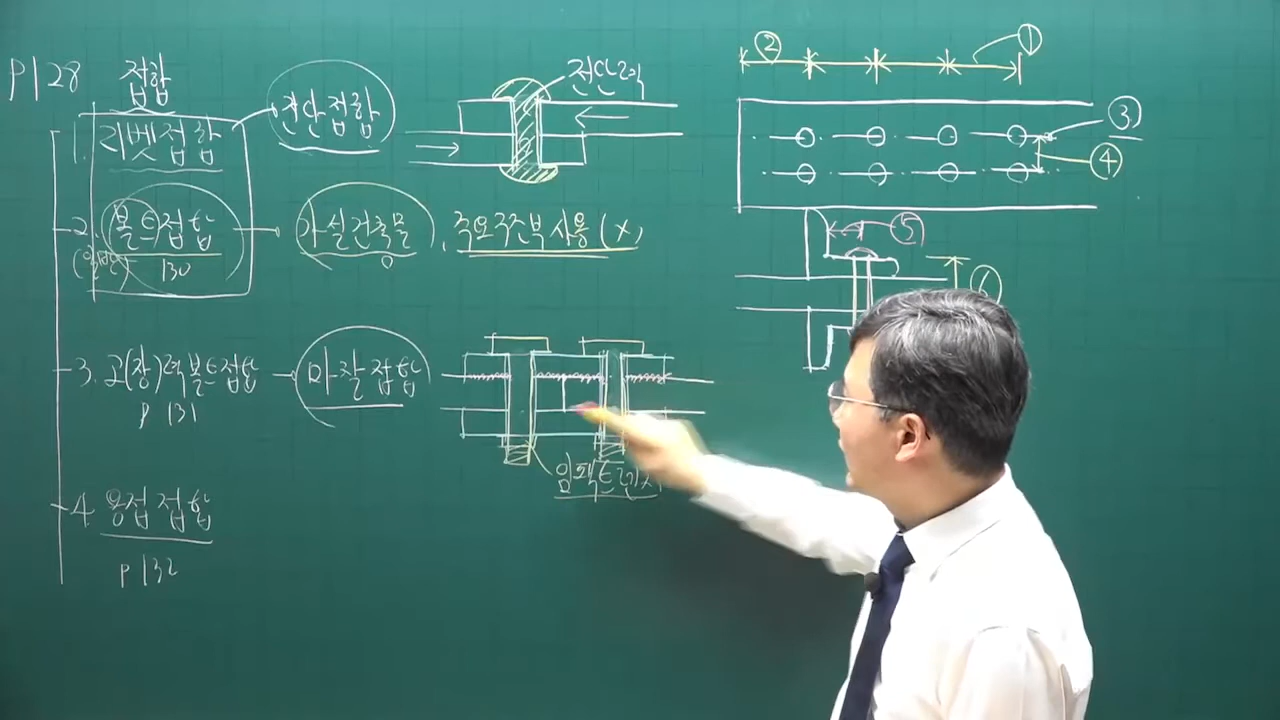 P128 접합
1. 리벳접합
전단접합
전단력
2. 볼트접합
130
가설건축물, 주요구조부 사용(X)
3. 고(장)력볼트접합
P 131
마찰접합
임팩트렌치
4 용접접합
P 132
②
①
③
④
⑤